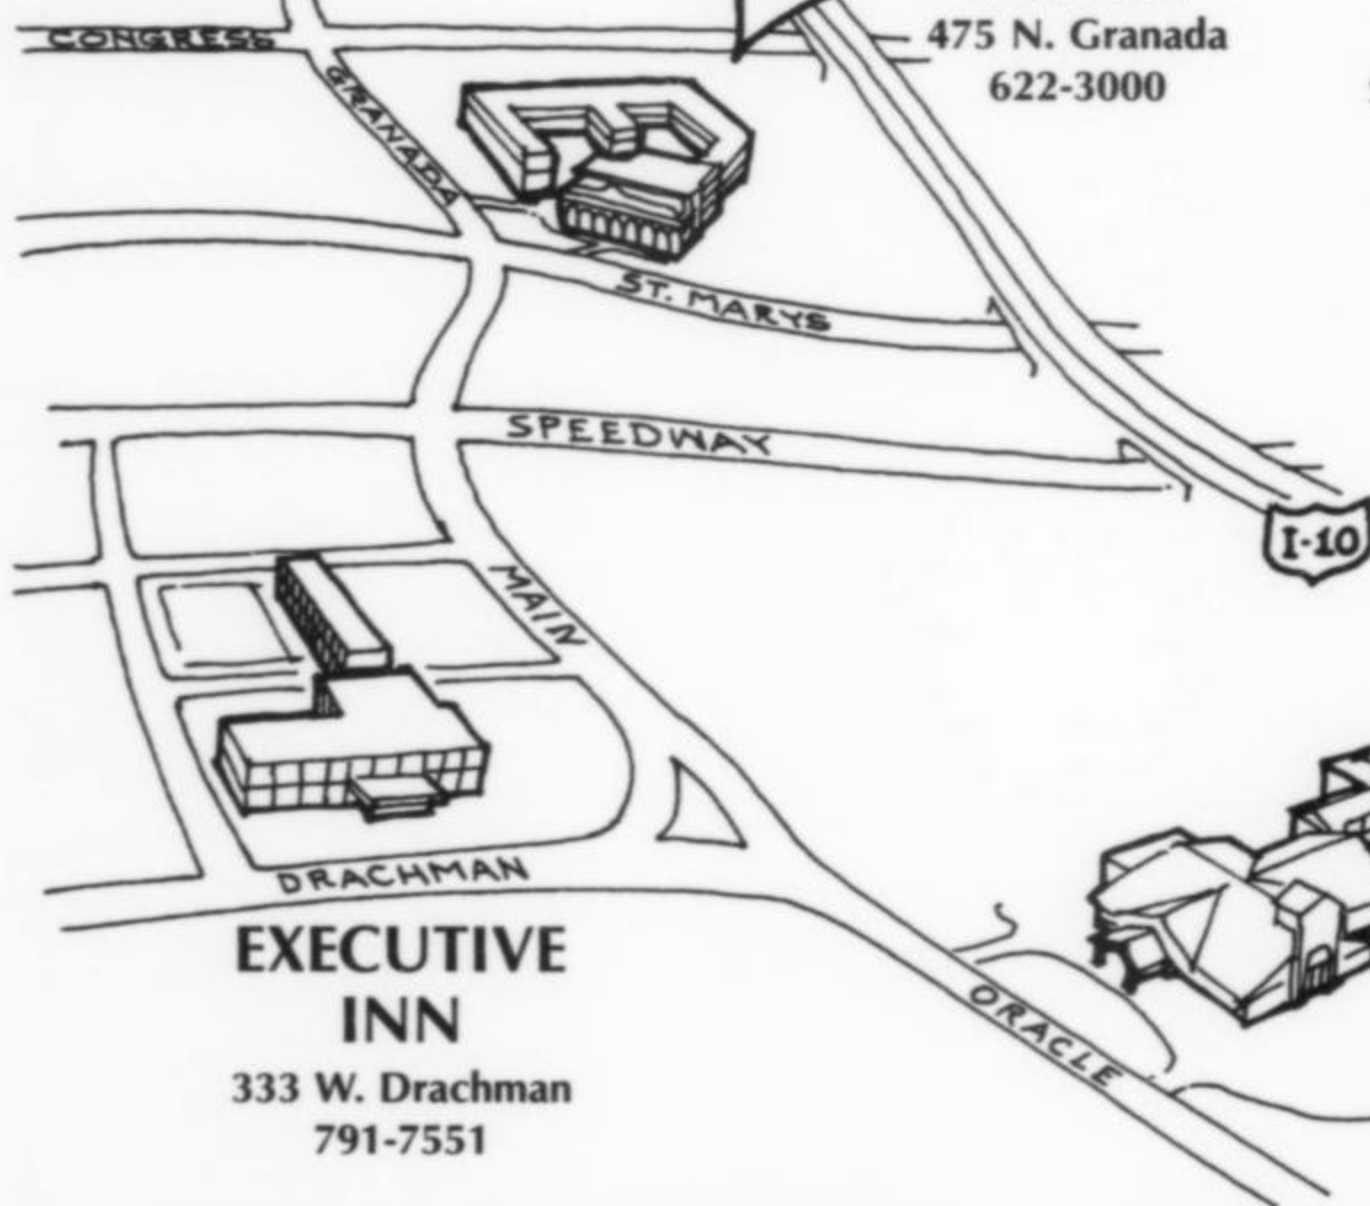 475 N. Granada
622-3000
CONGRESS
GRANADA
ST. MARYS
SPEEDWAY
I-10
MAIN
DRACHMAN
EXECUTIVE
INN
333 W. Drachman
791-7551
ORACLE